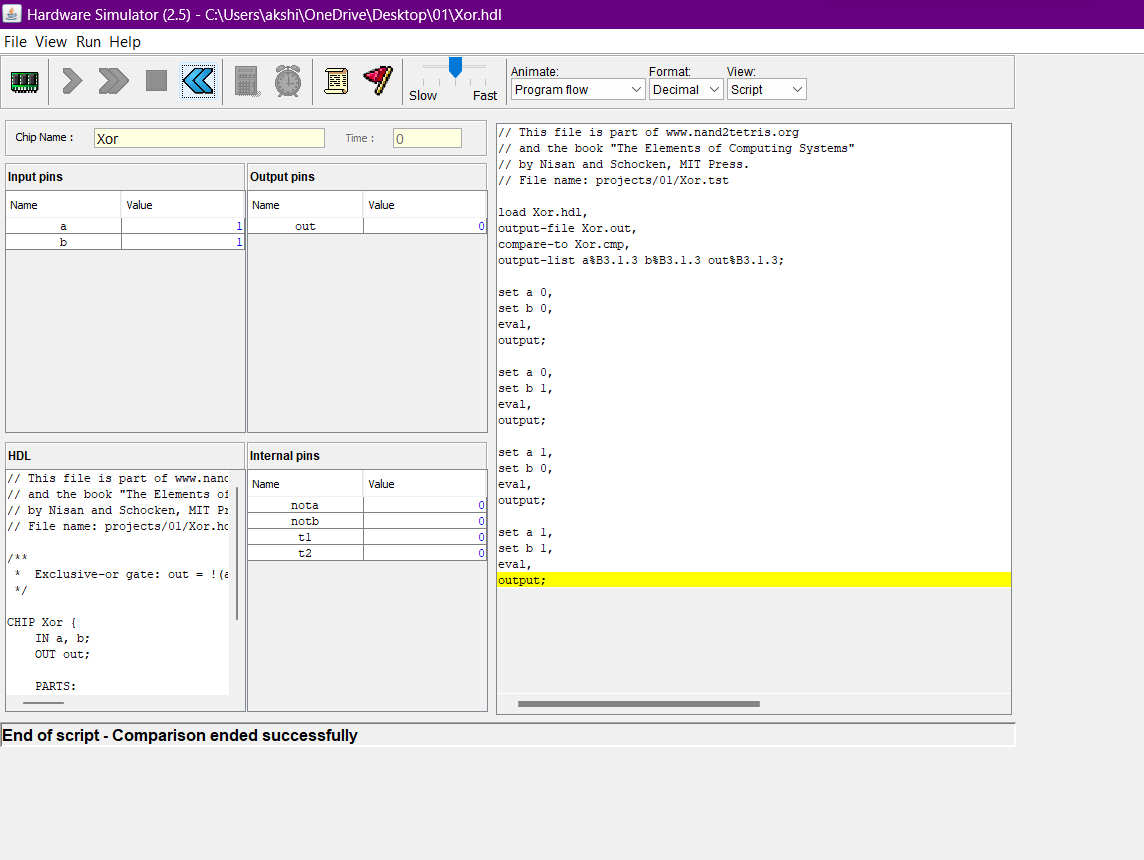 Hardware Simulator (2.5) - C:\Users\akshi\OneDrive\Desktop\01\Xor.hdl
File View Run Help
Slow Fast
Animate: Format: View:
Program flow Decimal Script
Chip Name : Xor Time : 0
Input pins
Name Value
a 1
b 1
Output pins
Name Value
out 0
HDL
// This file is part of www.nand
// and the book "The Elements of
// by Nisan and Schocken, MIT Pr
// File name: projects/01/Xor.hd
/**
* Exclusive-or gate: out = !(a
*/
CHIP Xor {
IN a, b;
OUT out;
PARTS:
Internal pins
Name Value
nota 0
notb 0
t1 0
t2 0
// This file is part of www.nand2tetris.org
// and the book "The Elements of Computing Systems"
// by Nisan and Schocken, MIT Press.
// File name: projects/01/Xor.tst
load Xor.hdl,
output-file Xor.out,
compare-to Xor.cmp,
output-list a%B3.1.3 b%B3.1.3 out%B3.1.3;
set a 0,
set b 0,
eval,
output;
set a 0,
set b 1,
eval,
output;
set a 1,
set b 0,
eval,
output;
set a 1,
set b 1,
eval,
output;
End of script - Comparison ended successfully